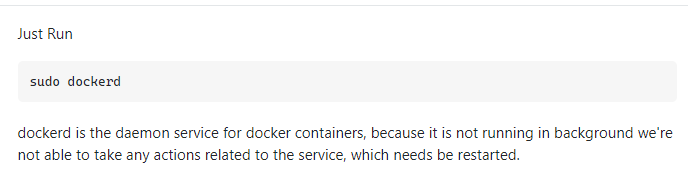 Just Run
sudo dockerd
dockerd is the daemon service for docker containers, because it is not running in background we're
not able to take any actions related to the service, which needs be restarted.